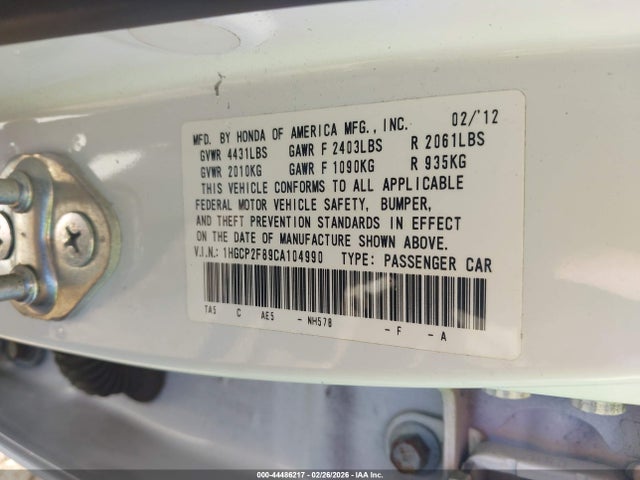 MFD. BY HONDA OF AMERICA MFG., INC. 02/'12
GVWR 4431LBS GAWR F 2403LBS R 2061LBS
GVWR 2010KG GAWR F 1090KG R 935KG
THIS VEHICLE CONFORMS TO ALL APPLICABLE
FEDERAL MOTOR VEHICLE SAFETY, BUMPER,
AND THEFT PREVENTION STANDARDS IN EFFECT
ON THE DATE OF MANUFACTURE SHOWN ABOVE.
V.I.N.: 1HGCP2F89CA104990 TYPE: PASSENGER CAR
TA5 C AE5 - NH578 - F - A
000-44486217 - 02/26/2026 - IAA Inc.